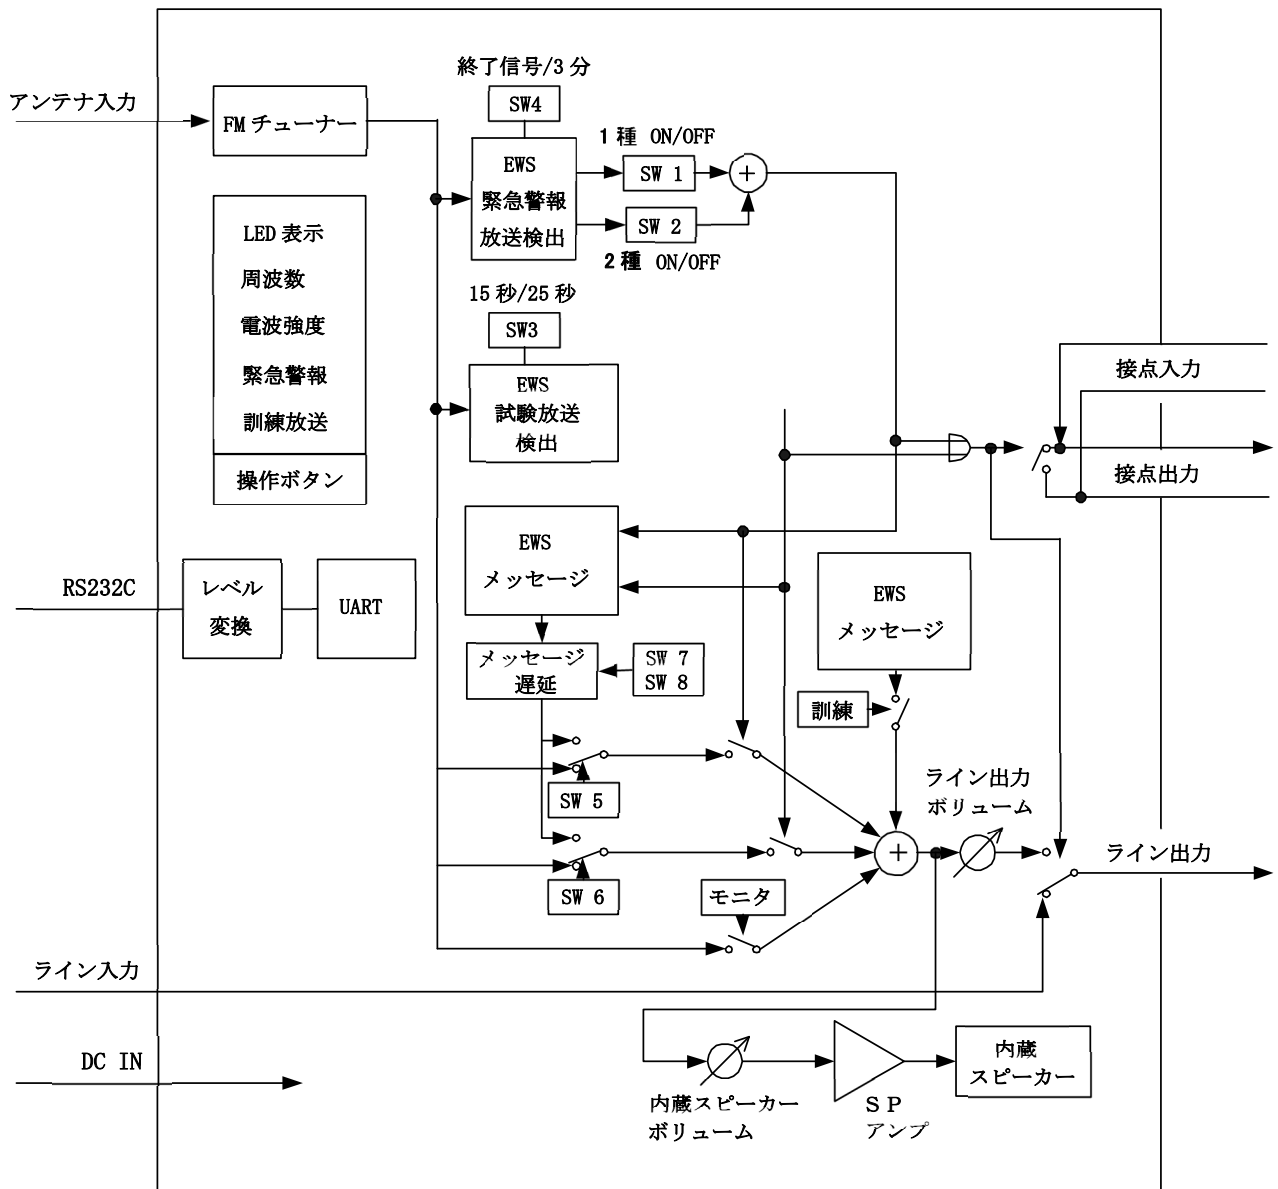 終了信号/3分
SW4
アンテナ入力
FMチューナー
1種 ON/OFF
EWS
緊急警報
放送検出
SW 1
+
SW 2
2種 ON/OFF
LED表示
周波数
電波強度
緊急警報
訓練放送
操作ボタン
15秒/25秒
SW3
EWS
試験放送
検出
接点入力
接点出力
EWS
メッセージ
EWS
メッセージ
RS232C
レベル
変換
UART
メッセージ
遅延
SW 7
SW 8
訓練
SW 5
ライン出力
ボリューム
+
ライン出力
SW 6
モニタ
ライン入力
DC IN
内蔵スピーカー
ボリューム
ＳＰ
アンプ
内蔵
スピーカー